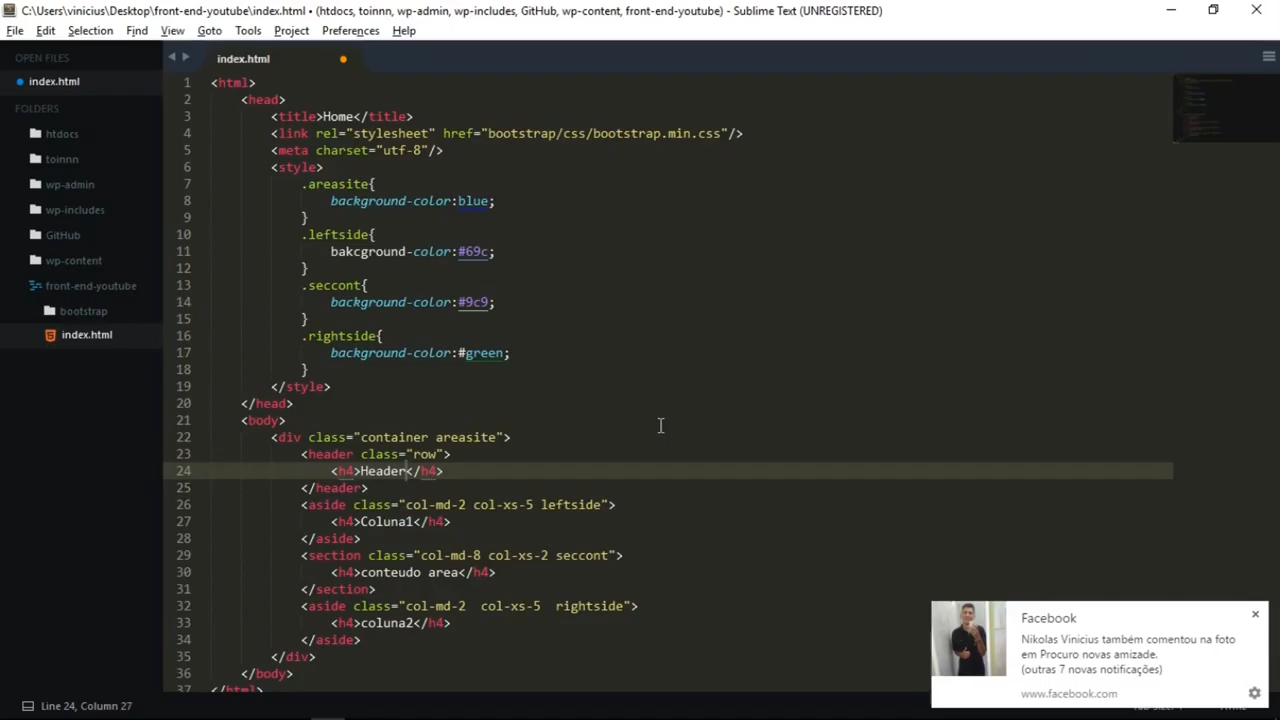 C:\Users\vinicius\Desktop\front-end-youtube\index.html • (htdocs, toinnn, wp-admin, wp-includes, GitHub, wp-content, front-end-youtube) - Sublime Text (UNREGISTERED)
File Edit Selection Find View Goto Tools Project Preferences Help
OPEN FILES
index.html
FOLDERS
htdocs
toinnn
wp-admin
wp-includes
GitHub
wp-content
front-end-youtube
bootstrap
index.html
index.html
1 <html>
2 <head>
3 <title>Home</title>
4 <link rel="stylesheet" href="bootstrap/css/bootstrap.min.css"/>
5 <meta charset="utf-8"/>
6 <style>
7 .areasite{
8 background-color:blue;
9 }
10 .leftside{
11 bakcground-color:#69c;
12 }
13 .seccont{
14 background-color:#9c9;
15 }
16 .rightside{
17 background-color:#green;
18 }
19 </style>
20 </head>
21 <body>
22 <div class="container areasite">
23 <header class="row">
24 <h4>Header</h4>
25 </header>
26 <aside class="col-md-2 col-xs-5 leftside">
27 <h4>Coluna1</h4>
28 </aside>
29 <section class="col-md-8 col-xs-2 seccont">
30 <h4>conteudo area</h4>
31 </section>
32 <aside class="col-md-2  col-xs-5  rightside">
33 <h4>coluna2</h4>
34 </aside>
35 </div>
36 </body>
37 </html>
Facebook
Nikolas Vinicius também comentou na foto
em Procuro novas amizade.
(outras 7 novas notificações)
www.facebook.com
Line 24, Column 27